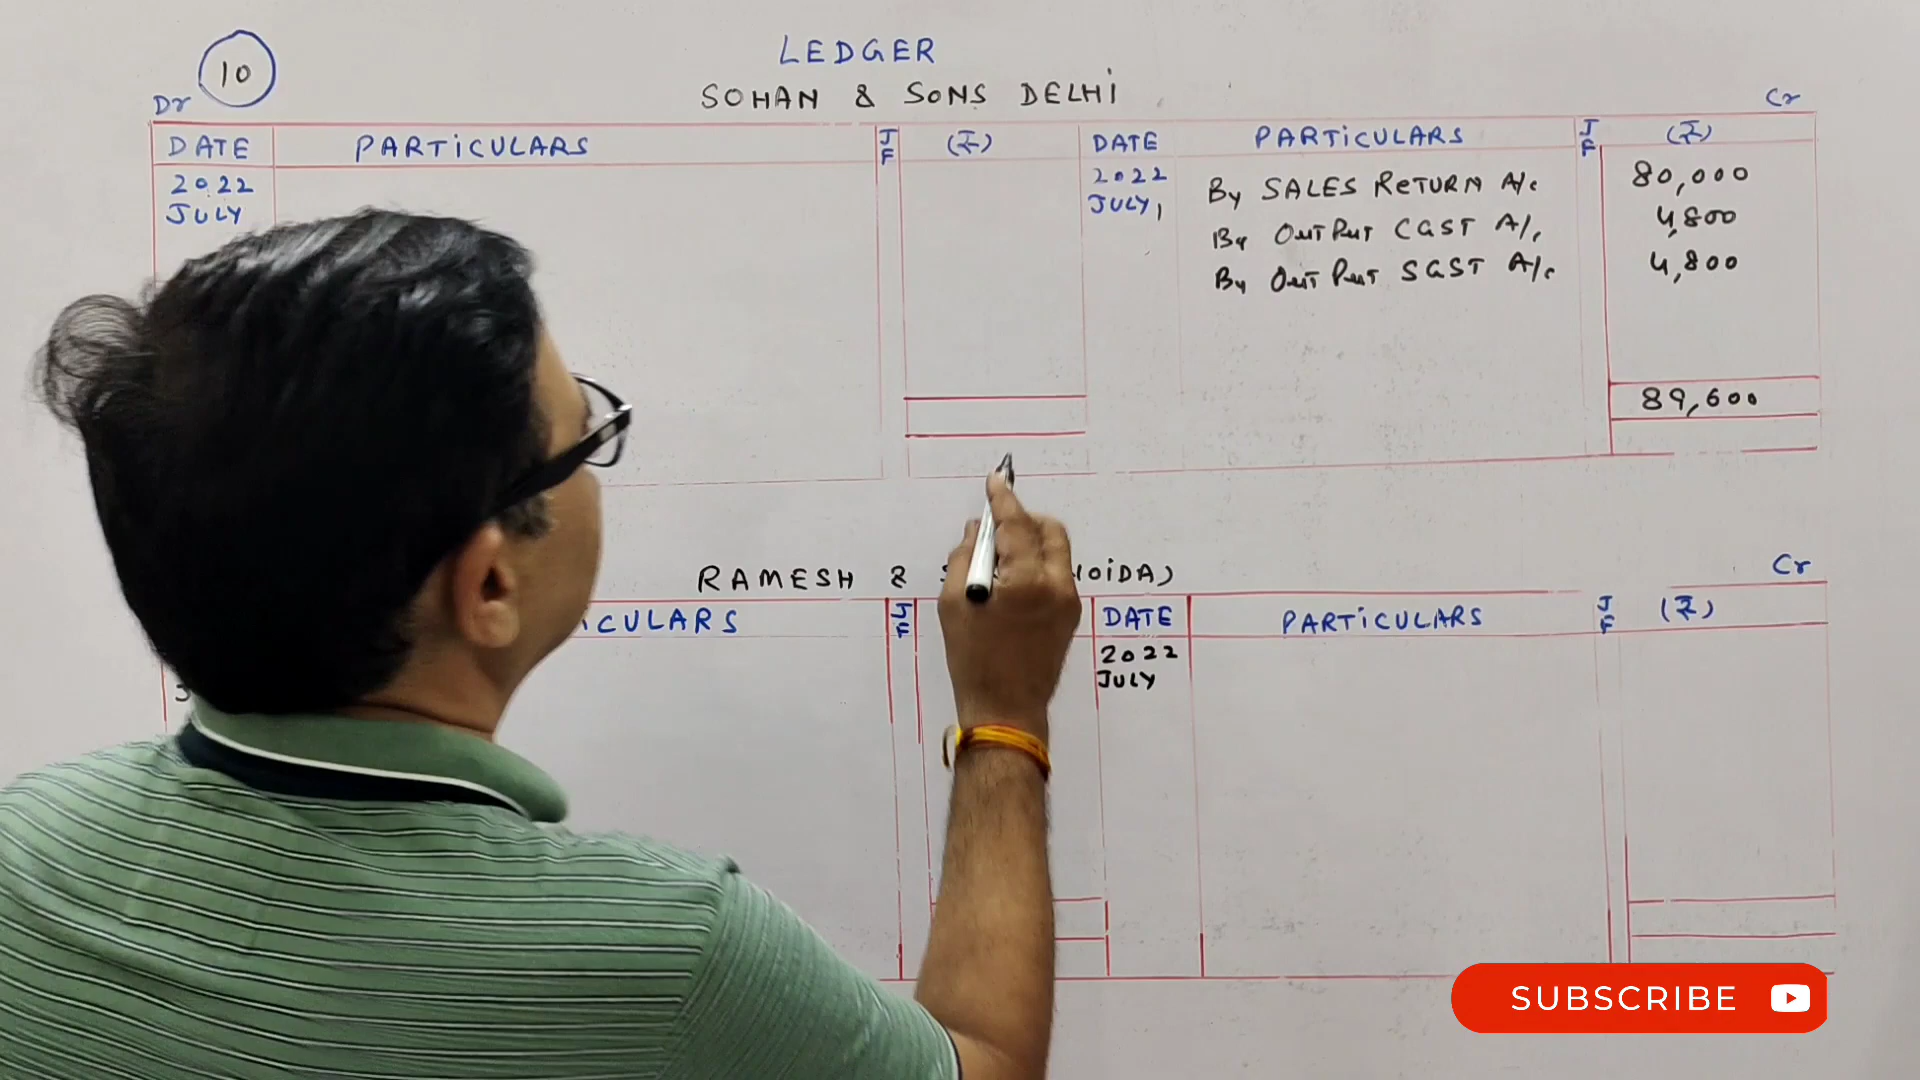 10
LEDGER
SOHAN & SONS DELHI
Dr
Cr
DATE PARTICULARS JF (₹) DATE PARTICULARS JF (₹)
2022 2022 By SALES RETURN A/c 80,000
JULY JULY, By OUTPUT CGST A/c 4,800
By OUTPUT SGST A/c 4,800
89,600
RAMESH & (NOIDA)
Cr
JF DATE PARTICULARS JF (₹)
2022
JULY
SUBSCRIBE